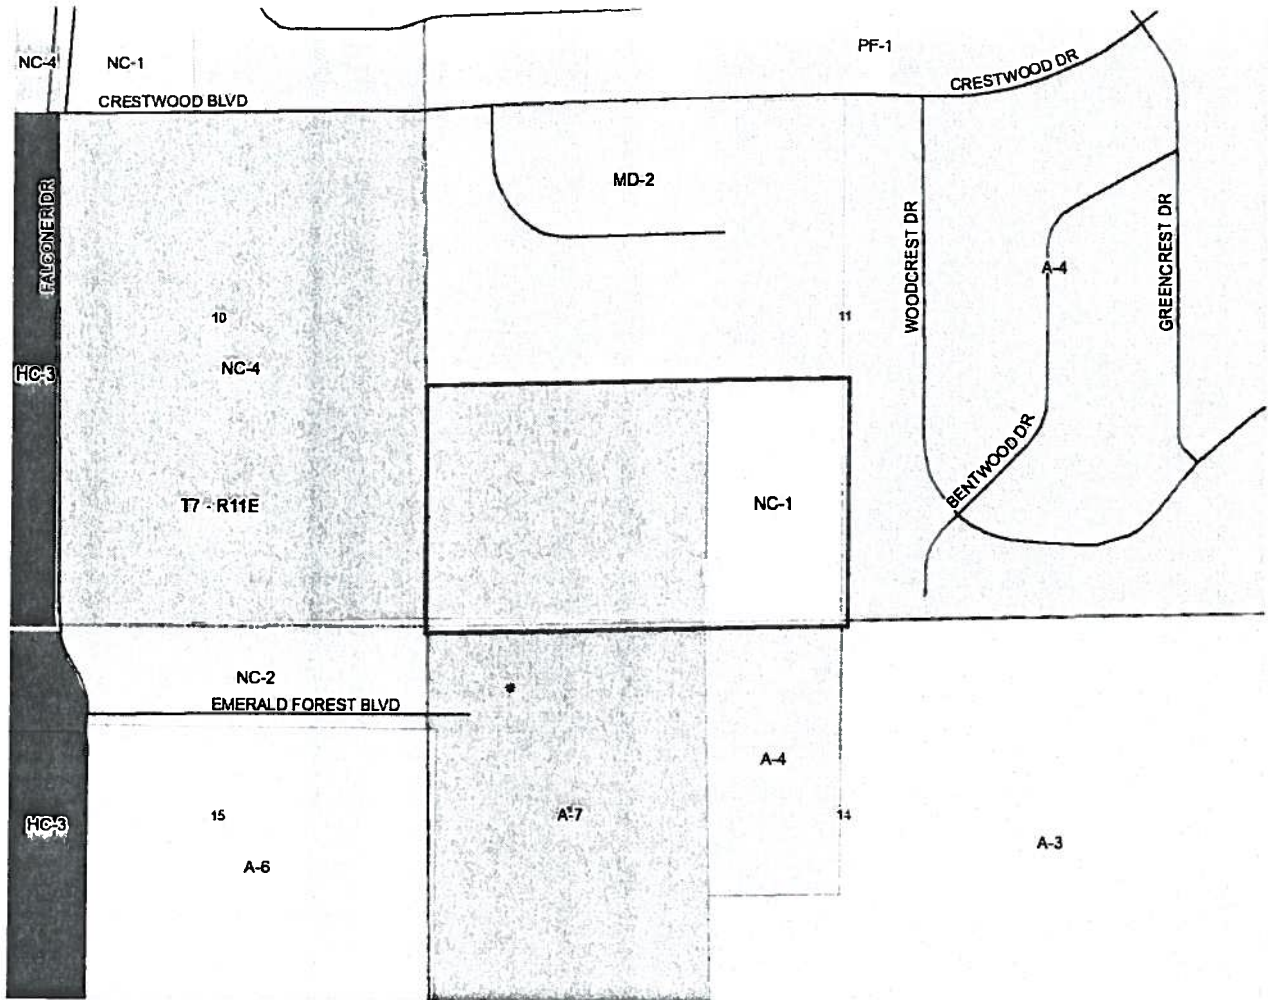 PF-1
NC-4
NC-1
CRESTWOOD DR
CRESTWOOD BLVD
MD-2
FALCONER DR
WOODCREST DR
GREENCREST DR
A-4
10
11
NC-4
HC-3
BENTWOOD DR
T7 - R11E
NC-1
NC-2
EMERALD FOREST BLVD
A-4
HC-3
15
A-7
14
A-3
A-6